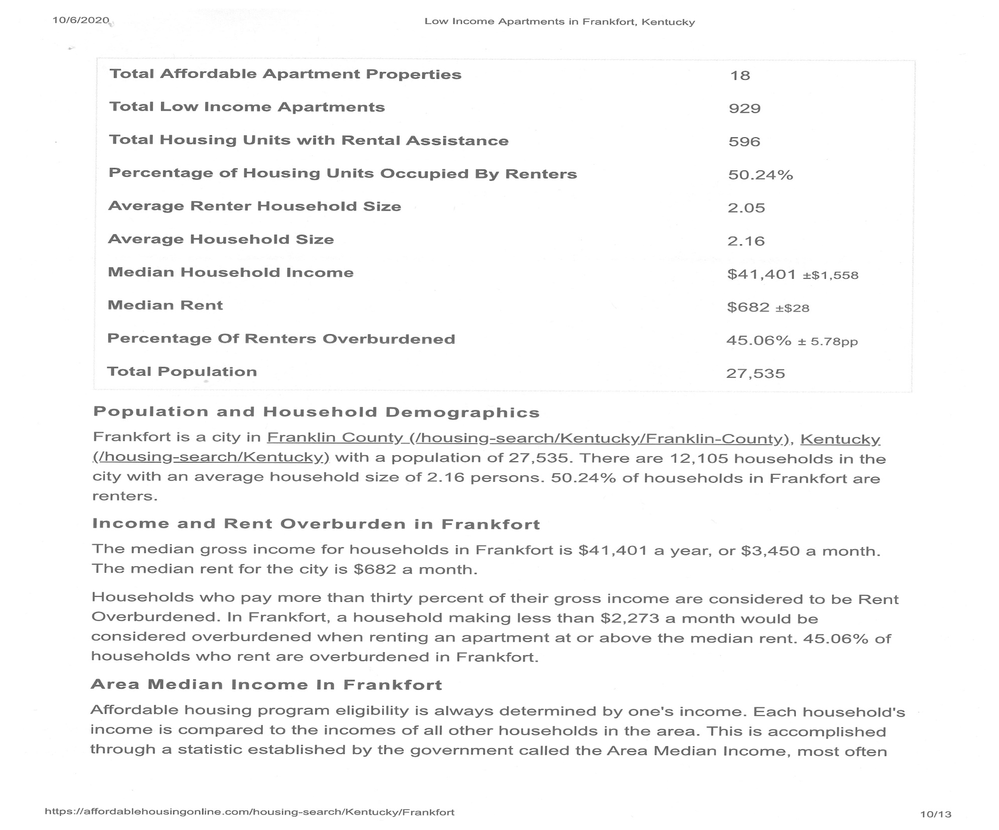 10/6/2020
Low Income Apartments in Frankfort, Kentucky
Total Affordable Apartment Properties 18
Total Low Income Apartments 929
Total Housing Units with Rental Assistance 596
Percentage of Housing Units Occupied By Renters 50.24%
Average Renter Household Size 2.05
Average Household Size 2.16
Median Household Income $41,401 ±$1,558
Median Rent $682 ±$28
Percentage Of Renters Overburdened 45.06% ± 5.78pp
Total Population 27,535
Population and Household Demographics
Frankfort is a city in Franklin County (/housing-search/Kentucky/Franklin-County), Kentucky
(/housing-search/Kentucky) with a population of 27,535. There are 12,105 households in the
city with an average household size of 2.16 persons. 50.24% of households in Frankfort are
renters.
Income and Rent Overburden in Frankfort
The median gross income for households in Frankfort is $41,401 a year, or $3,450 a month.
The median rent for the city is $682 a month.
Households who pay more than thirty percent of their gross income are considered to be Rent
Overburdened. In Frankfort, a household making less than $2,273 a month would be
considered overburdened when renting an apartment at or above the median rent. 45.06% of
households who rent are overburdened in Frankfort.
Area Median Income In Frankfort
Affordable housing program eligibility is always determined by one's income. Each household's
income is compared to the incomes of all other households in the area. This is accomplished
through a statistic established by the government called the Area Median Income, most often
https://affordablehousingonline.com/housing-search/Kentucky/Frankfort
10/13